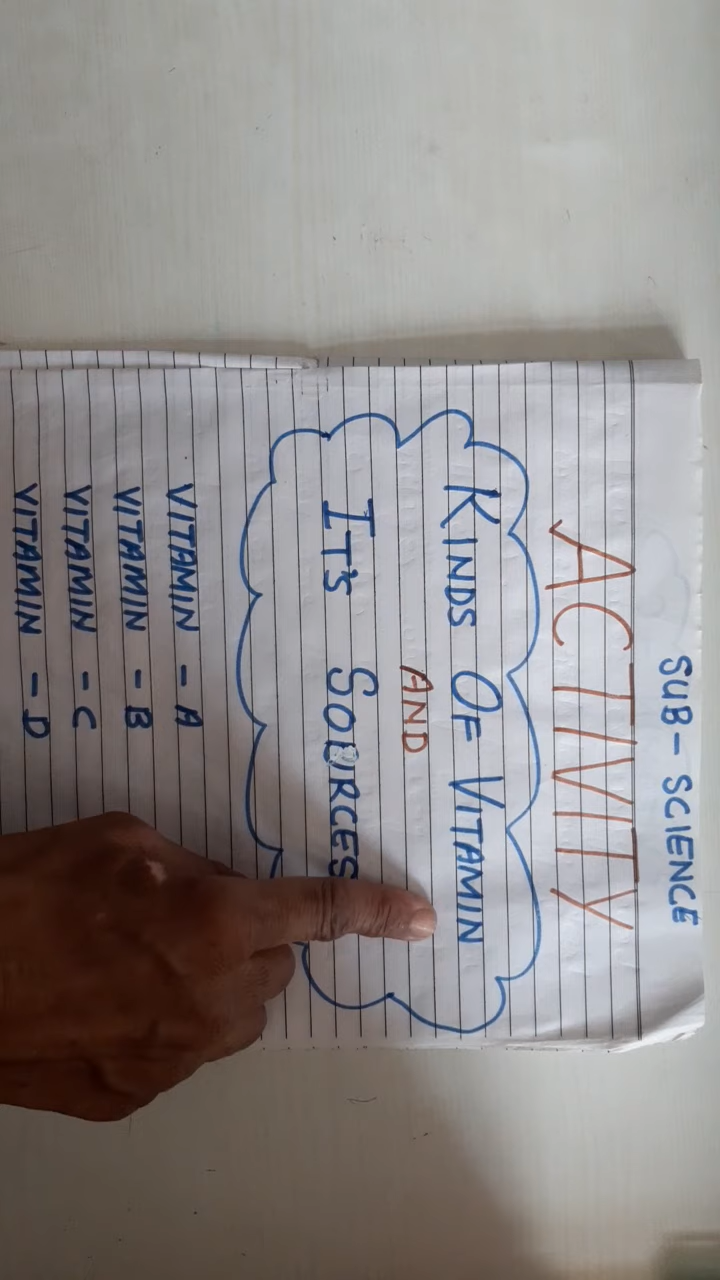 SUB - SCIENCE
ACTIVITY
KINDS OF VITAMIN
AND
IT'S SOURCES
VITAMIN - A
VITAMIN - B
VITAMIN - C
VITAMIN - D